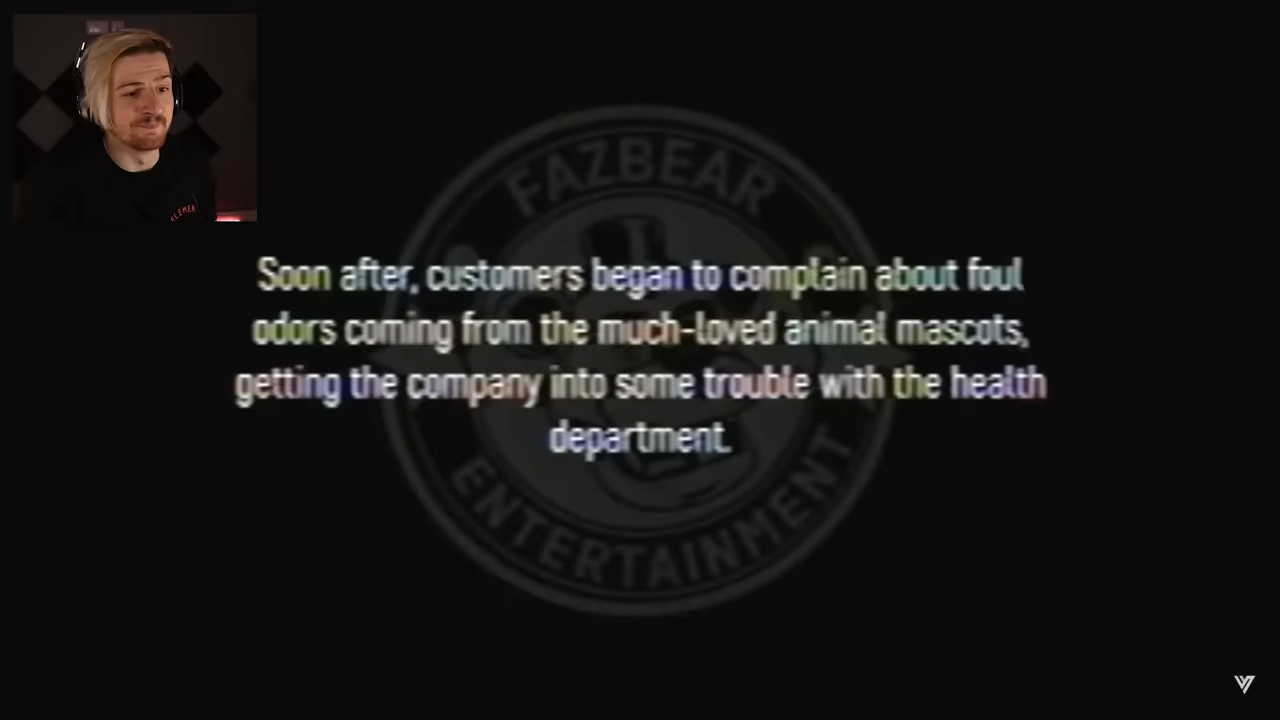 FAZBEAR
Soon after, customers began to complain about foul
odors coming from the much-loved animal mascots,
getting the company into some trouble with the health
department.
ENTERTAINMENT